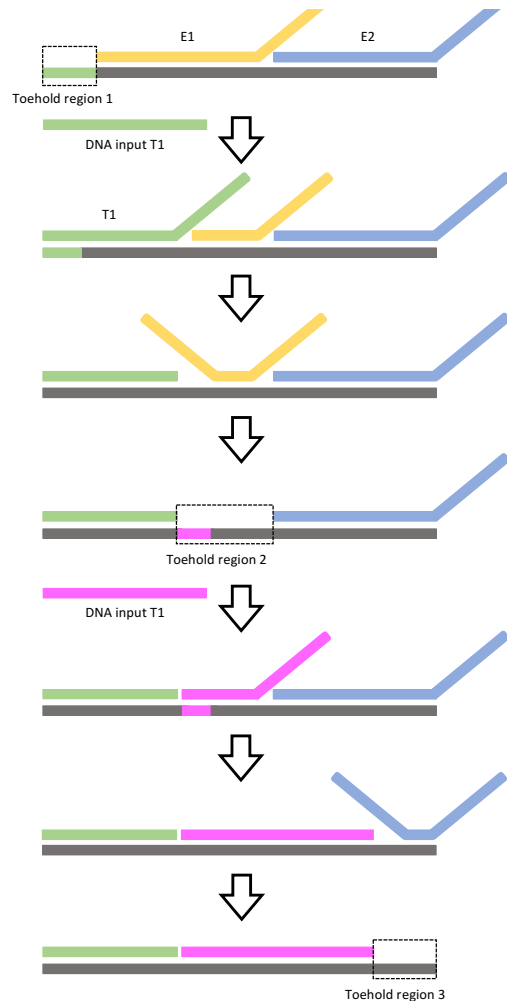 E1
E2
Toehold region 1
DNA input T1
T1
Toehold region 2
DNA input T1
Toehold region 3